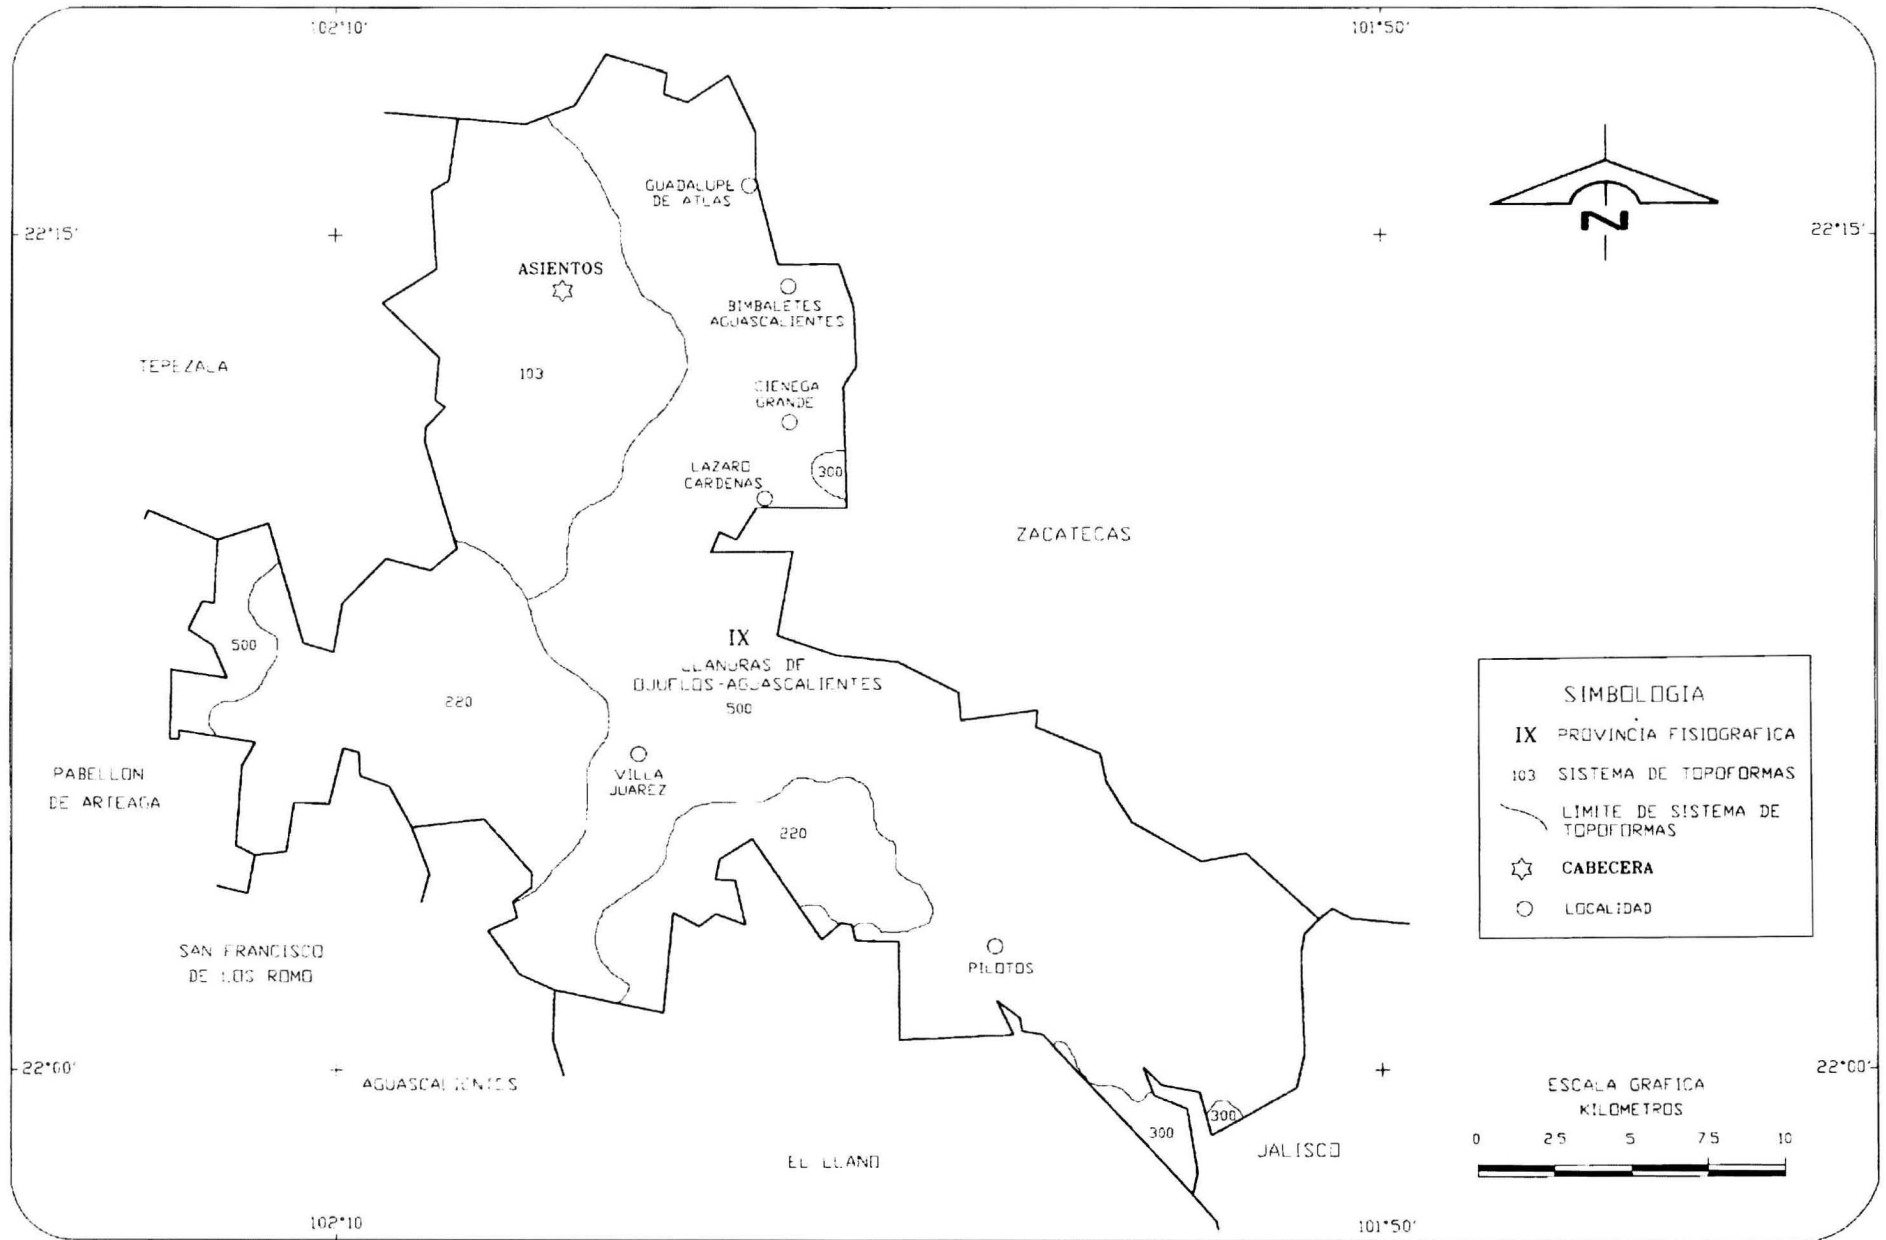 102°10'
101°50'
GUADALUPE
DE ATLAS
22°15'
22°15'
N
ASIENTOS
BIMBALETES
AGUASCALIENTES
TEPEZALA
103
CIENEGA
GRANDE
LAZARO
CARDENAS
300
ZACATECAS
500
IX
LLANURAS DE
OJUELOS-AGUASCALIENTES
500
220
PABELLON
DE ARTEAGA
VILLA
JUAREZ
220
SAN FRANCISCO
DE LOS ROMO
PILOTOS
SIMBOLOGIA
IX PROVINCIA FISIOGRAFICA
103 SISTEMA DE TOPOFORMAS
LIMITE DE SISTEMA DE
TOPOFORMAS
CABECERA
LOCALIDAD
22°00'
22°00'
AGUASCALIENTES
EL LLANO
300
300
JALISCO
ESCALA GRAFICA
KILOMETROS
0 2.5 5 7.5 10
102°10
101°50'